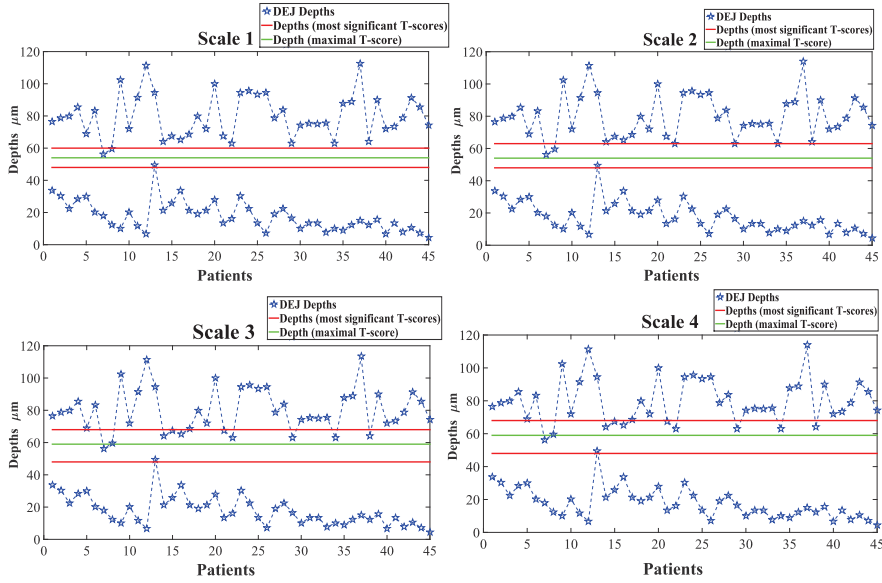 Scale 1
DEJ Depths
Depths (most significant T-scores)
Depth (maximal T-score)
Depths μm
120
100
80
60
40
20
0
0 5 10 15 20 25 30 35 40 45
Patients
Scale 2
DEJ Depths
Depths (most significant T-scores)
Depth (maximal T-score)
Depths μm
120
100
80
60
40
20
0
0 5 10 15 20 25 30 35 40 45
Patients
Scale 3
DEJ Depths
Depths (most significant T-scores)
Depth (maximal T-score)
Depths μm
120
100
80
60
40
20
0
0 5 10 15 20 25 30 35 40 45
Patients
Scale 4
DEJ Depths
Depths (most significant T-scores)
Depth (maximal T-score)
Depths μm
120
100
80
60
40
20
0
0 5 10 15 20 25 30 35 40 45
Patients